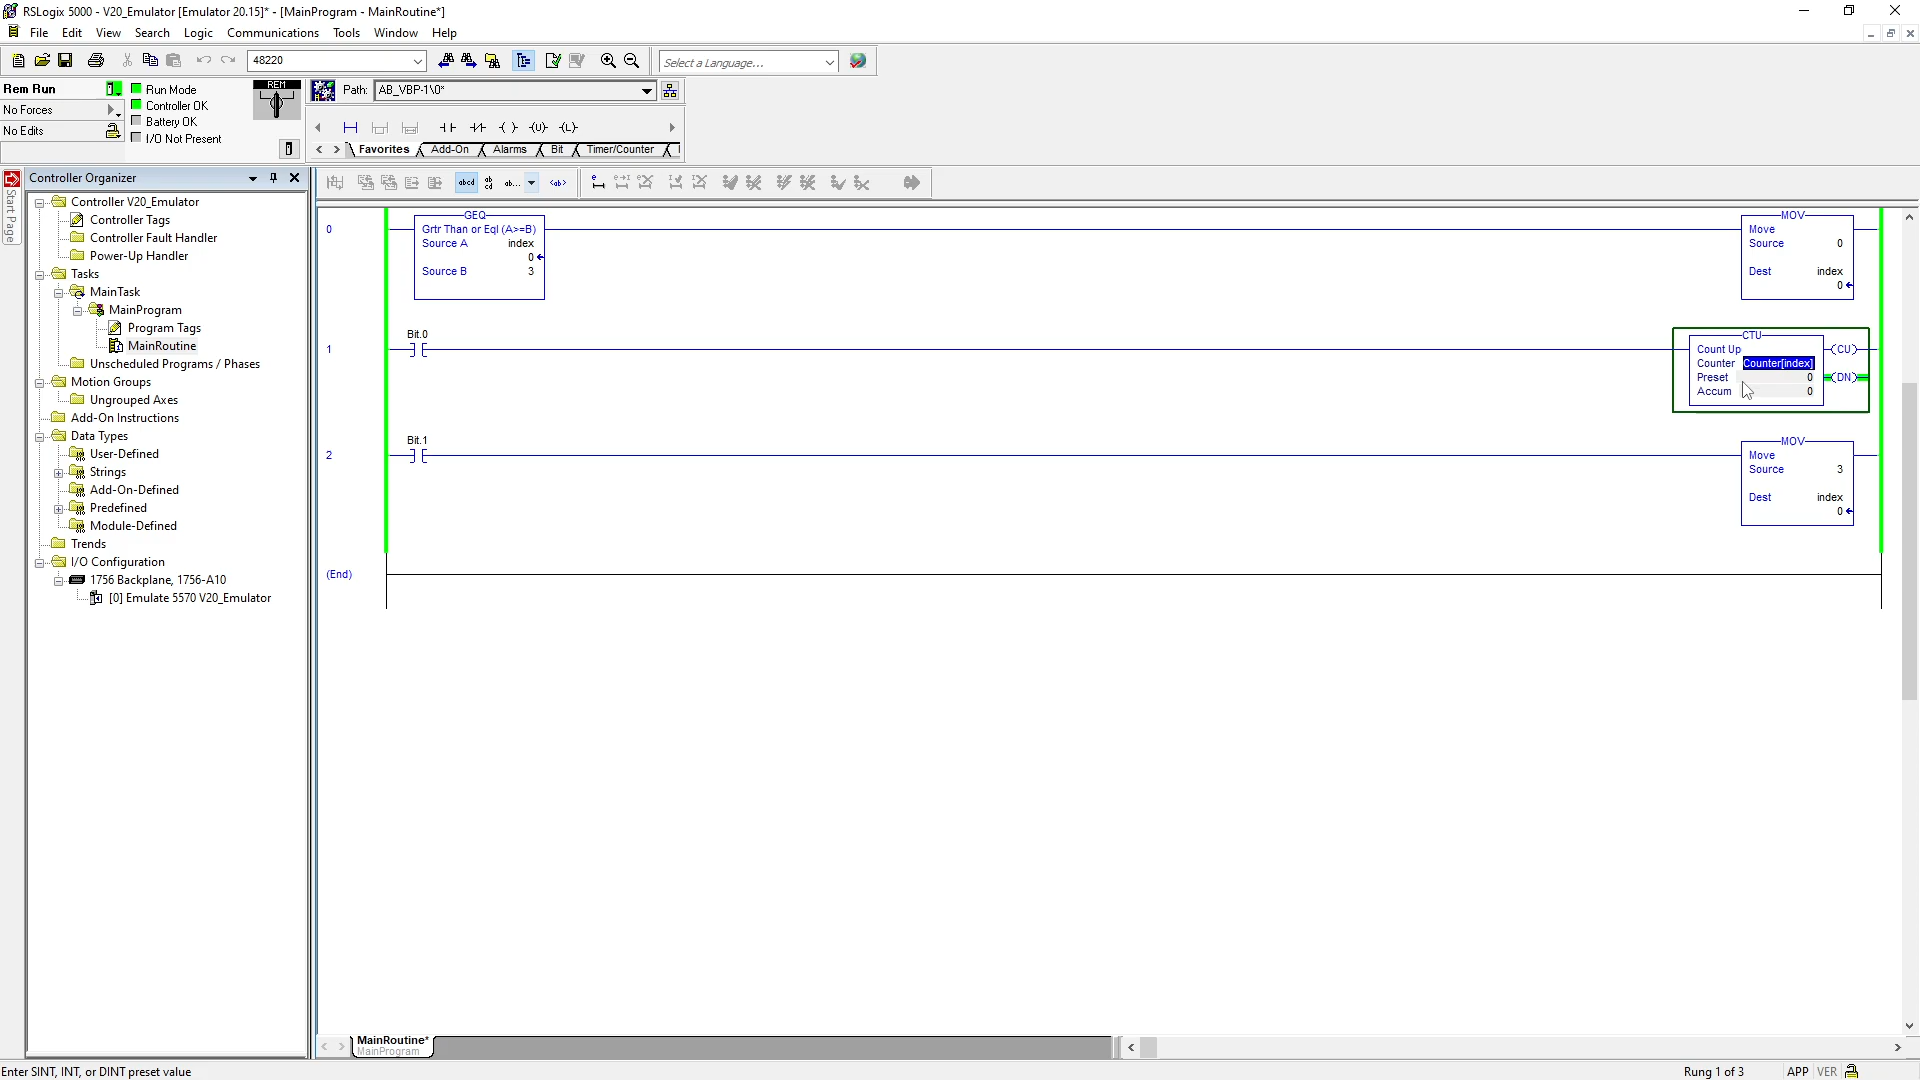 RSLogix 5000 - V20_Emulator [Emulator 20.15]* - [MainProgram - MainRoutine*]
File Edit View Search Logic Communications Tools Window Help
48220
Select a Language...
Rem Run
Run Mode
No Forces
Controller OK
Battery OK
No Edits
I/O Not Present
REM
Path: AB_VBP-1\0*
Favorites Add-On Alarms Bit Timer/Counter
Start Page
Controller Organizer
Controller V20_Emulator
Controller Tags
Controller Fault Handler
Power-Up Handler
Tasks
MainTask
MainProgram
Program Tags
MainRoutine
Unscheduled Programs / Phases
Motion Groups
Ungrouped Axes
Add-On Instructions
Data Types
User-Defined
Strings
Add-On-Defined
Predefined
Module-Defined
Trends
I/O Configuration
1756 Backplane, 1756-A10
[0] Emulate 5570 V20_Emulator
0
GEQ
Grtr Than or Eql (A>=B)
Source A index
0
Source B 3
MOV
Move
Source 0
Dest index
0
1
Bit.0
CTU
Count Up
Counter Counter[index]
Preset 0
Accum 0
(CU)
(DN)
2
Bit.1
MOV
Move
Source 3
Dest index
0
(End)
MainRoutine*
MainProgram
Enter SINT, INT, or DINT preset value
Rung 1 of 3
APP VER